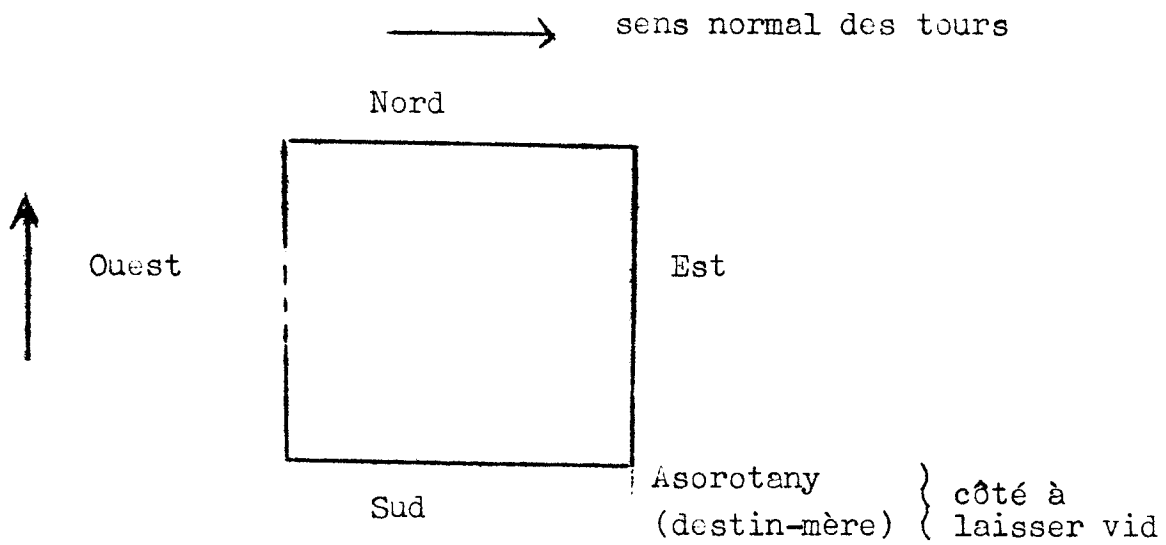 sens normal des tours
Nord
Ouest
Est
Sud
Asorotany
(destin-mère)
côté à
laisser vid